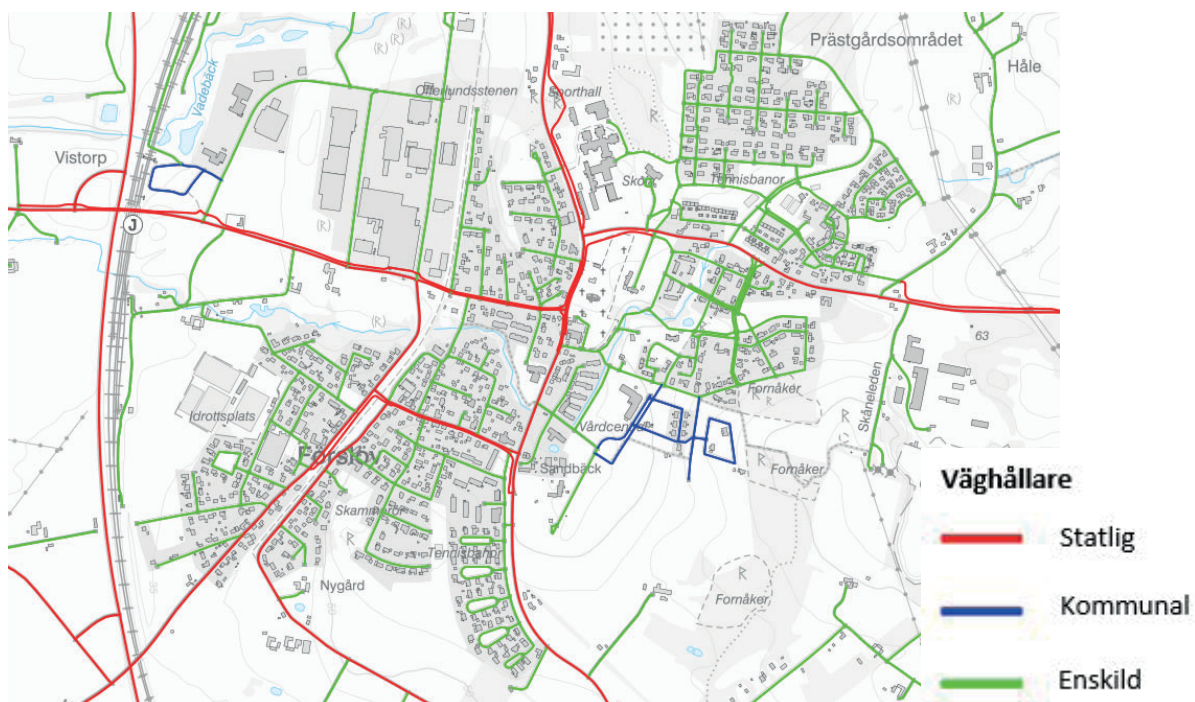 Prästgårdsområdet
Håle
(R)
(R)
(R)
Vadebäck
Offerlundsstenen
Sporthall
R
R
(R)
Vistorp
Skola
Tennisbanor
J
(R)
(R)
63
Fornåker
R
R
R
Skåneleden
Idrottsplats
Vårdcentral
Förslöv
Sandbäck
Fornåker
R
Skammarör
R
Tennisbanor
R
Nygård
Fornåker
R
Väghållare
Statlig
Kommunal
Enskild